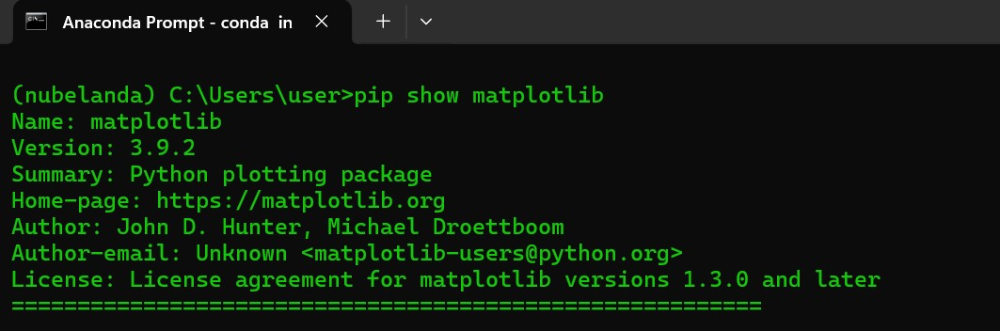 Anaconda Prompt - conda  in
(nubelanda) C:\Users\user>pip show matplotlib
Name: matplotlib
Version: 3.9.2
Summary: Python plotting package
Home-page: https://matplotlib.org
Author: John D. Hunter, Michael Droettboom
Author-email: Unknown <matplotlib-users@python.org>
License: License agreement for matplotlib versions 1.3.0 and later
=========================================================